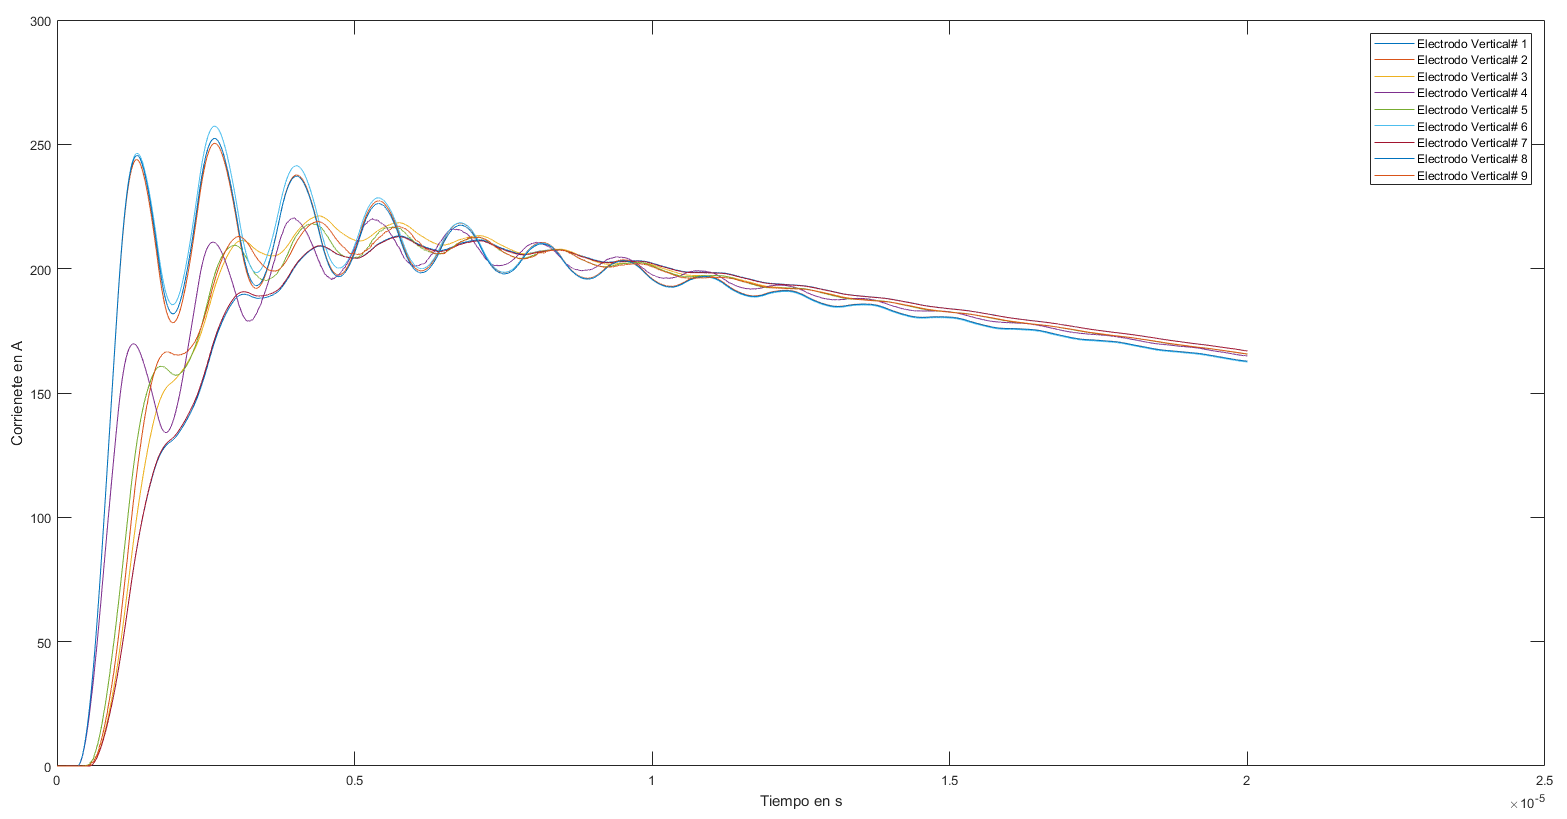 300
250
200
150
100
50
0
Corrienete en A
Electrodo Vertical# 1
Electrodo Vertical# 2
Electrodo Vertical# 3
Electrodo Vertical# 4
Electrodo Vertical# 5
Electrodo Vertical# 6
Electrodo Vertical# 7
Electrodo Vertical# 8
Electrodo Vertical# 9
0 0.5 1 1.5 2 2.5
Tiempo en s
×10⁻⁵